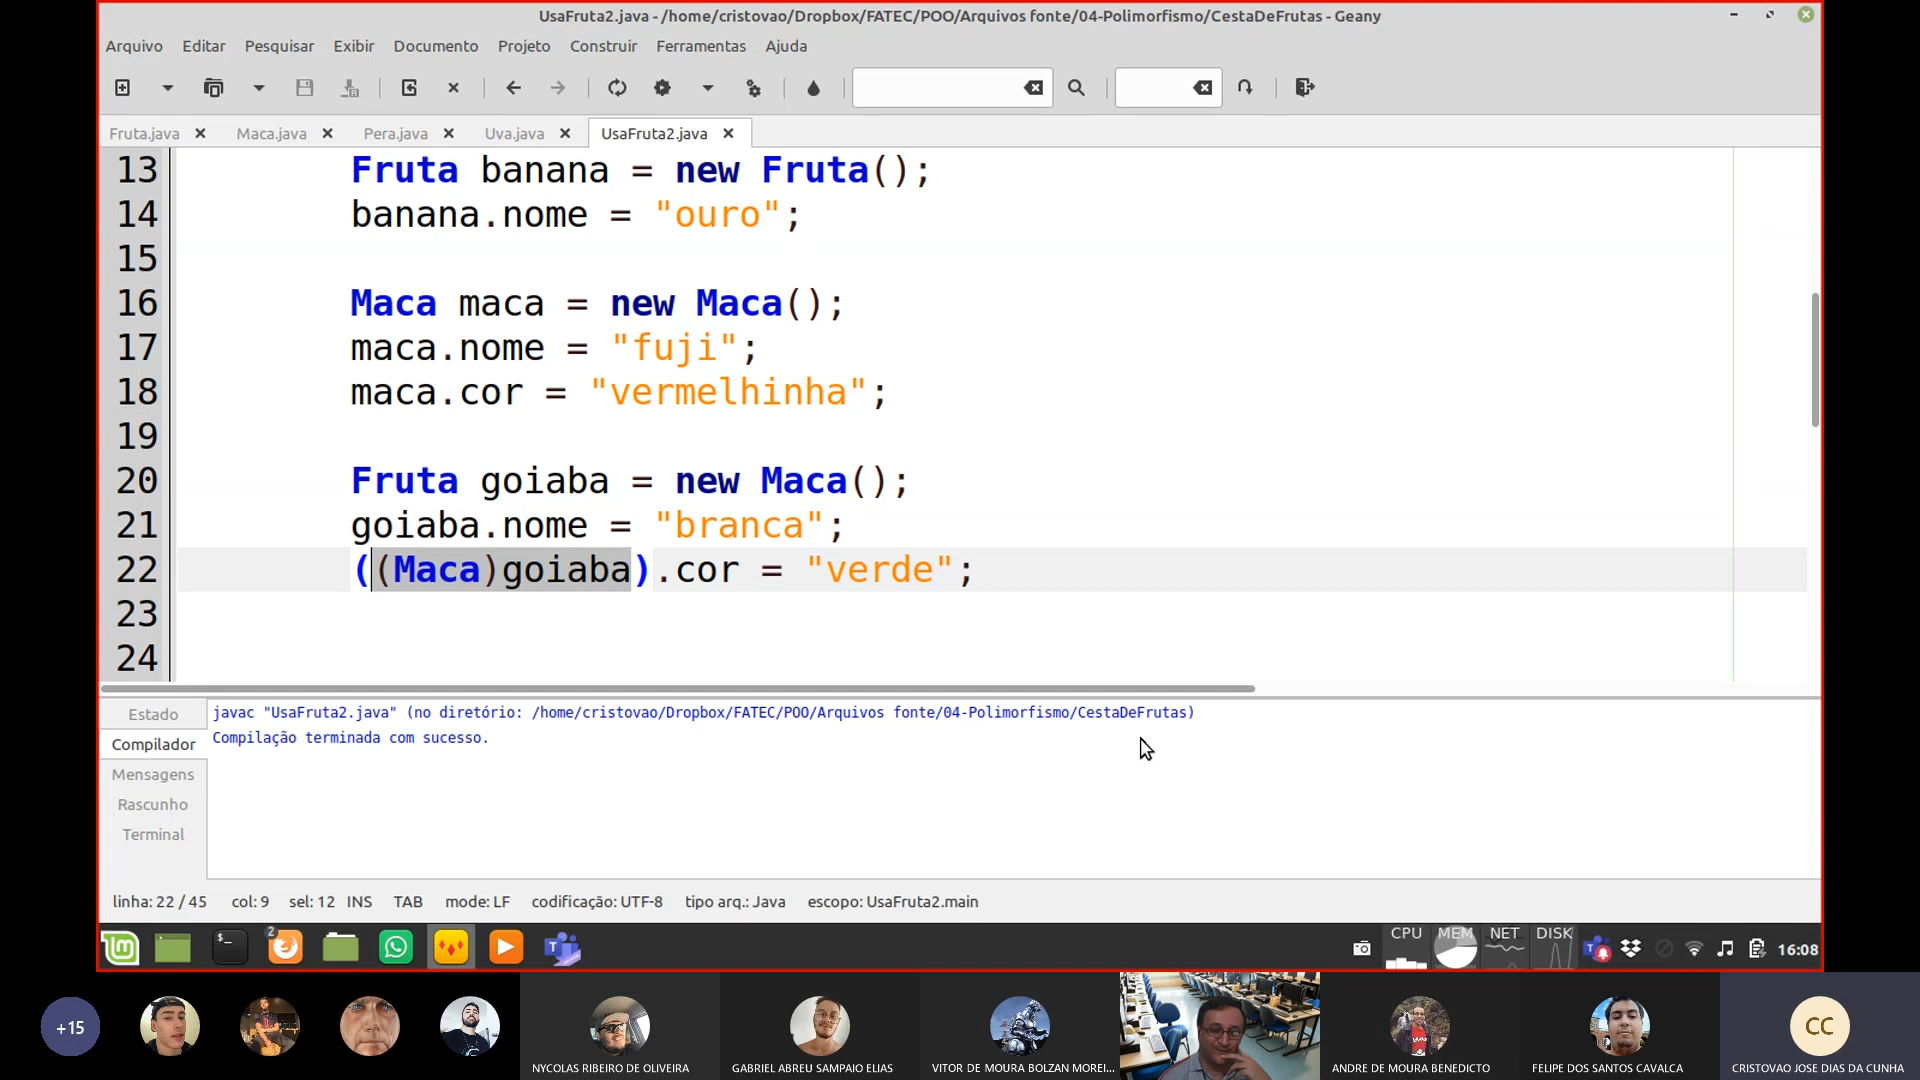 UsaFruta2.java - /home/cristovao/Dropbox/FATEC/POO/Arquivos fonte/04-Polimorfismo/CestaDeFrutas - Geany
Arquivo Editar Pesquisar Exibir Documento Projeto Construir Ferramentas Ajuda
Fruta.java Maca.java Pera.java Uva.java UsaFruta2.java
13 Fruta banana = new Fruta();
14 banana.nome = "ouro";
15
16 Maca maca = new Maca();
17 maca.nome = "fuji";
18 maca.cor = "vermelhinha";
19
20 Fruta goiaba = new Maca();
21 goiaba.nome = "branca";
22 ((Maca)goiaba).cor = "verde";
23
24
Estado
Compilador
Mensagens
Rascunho
Terminal
javac "UsaFruta2.java" (no diretório: /home/cristovao/Dropbox/FATEC/POO/Arquivos fonte/04-Polimorfismo/CestaDeFrutas)
Compilação terminada com sucesso.
linha: 22 / 45 col: 9 sel: 12 INS TAB mode: LF codificação: UTF-8 tipo arq.: Java escopo: UsaFruta2.main
2
CPU MEM NET DISK 16:08
+15
NYCOLAS RIBEIRO DE OLIVEIRA
GABRIEL ABREU SAMPAIO ELIAS
VITOR DE MOURA BOLZAN MOREI...
ANDRE DE MOURA BENEDICTO
FELIPE DOS SANTOS CAVALCA
CC
CRISTOVAO JOSE DIAS DA CUNHA